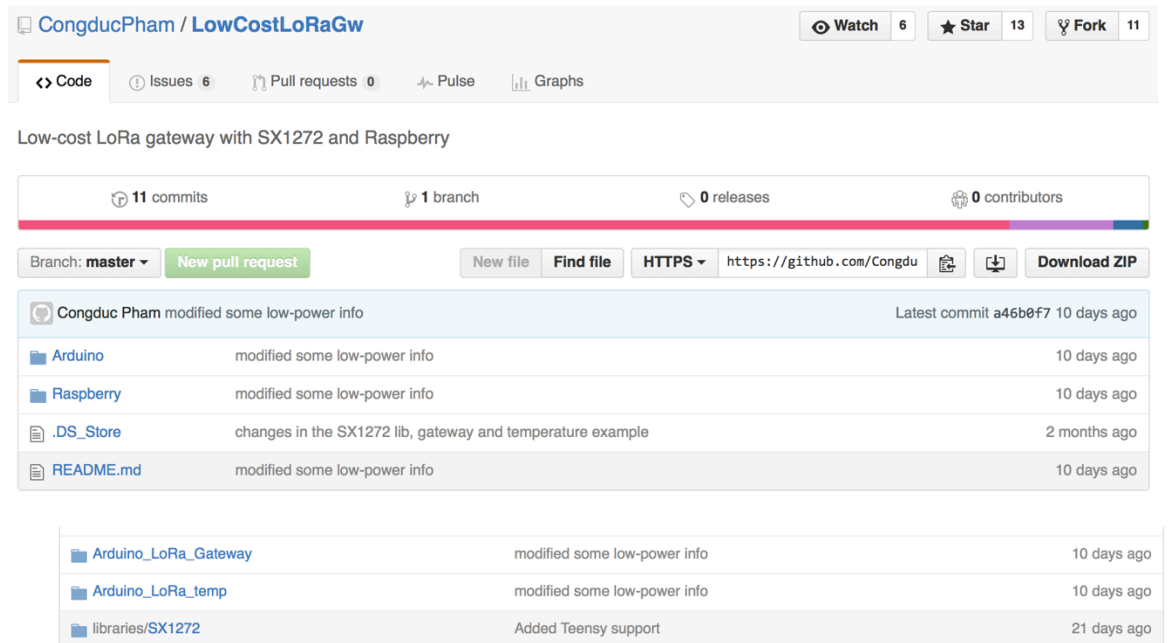 CongducPham / LowCostLoRaGw Watch 6 Star 13 Fork 11
Code Issues 6 Pull requests 0 Pulse Graphs
Low-cost LoRa gateway with SX1272 and Raspberry
11 commits 1 branch 0 releases 0 contributors
Branch: master New pull request New file Find file HTTPS https://github.com/Congdu Download ZIP
Congduc Pham modified some low-power info Latest commit a46b0f7 10 days ago
Arduino modified some low-power info 10 days ago
Raspberry modified some low-power info 10 days ago
.DS_Store changes in the SX1272 lib, gateway and temperature example 2 months ago
README.md modified some low-power info 10 days ago
Arduino_LoRa_Gateway modified some low-power info 10 days ago
Arduino_LoRa_temp modified some low-power info 10 days ago
libraries/SX1272 Added Teensy support 21 days ago